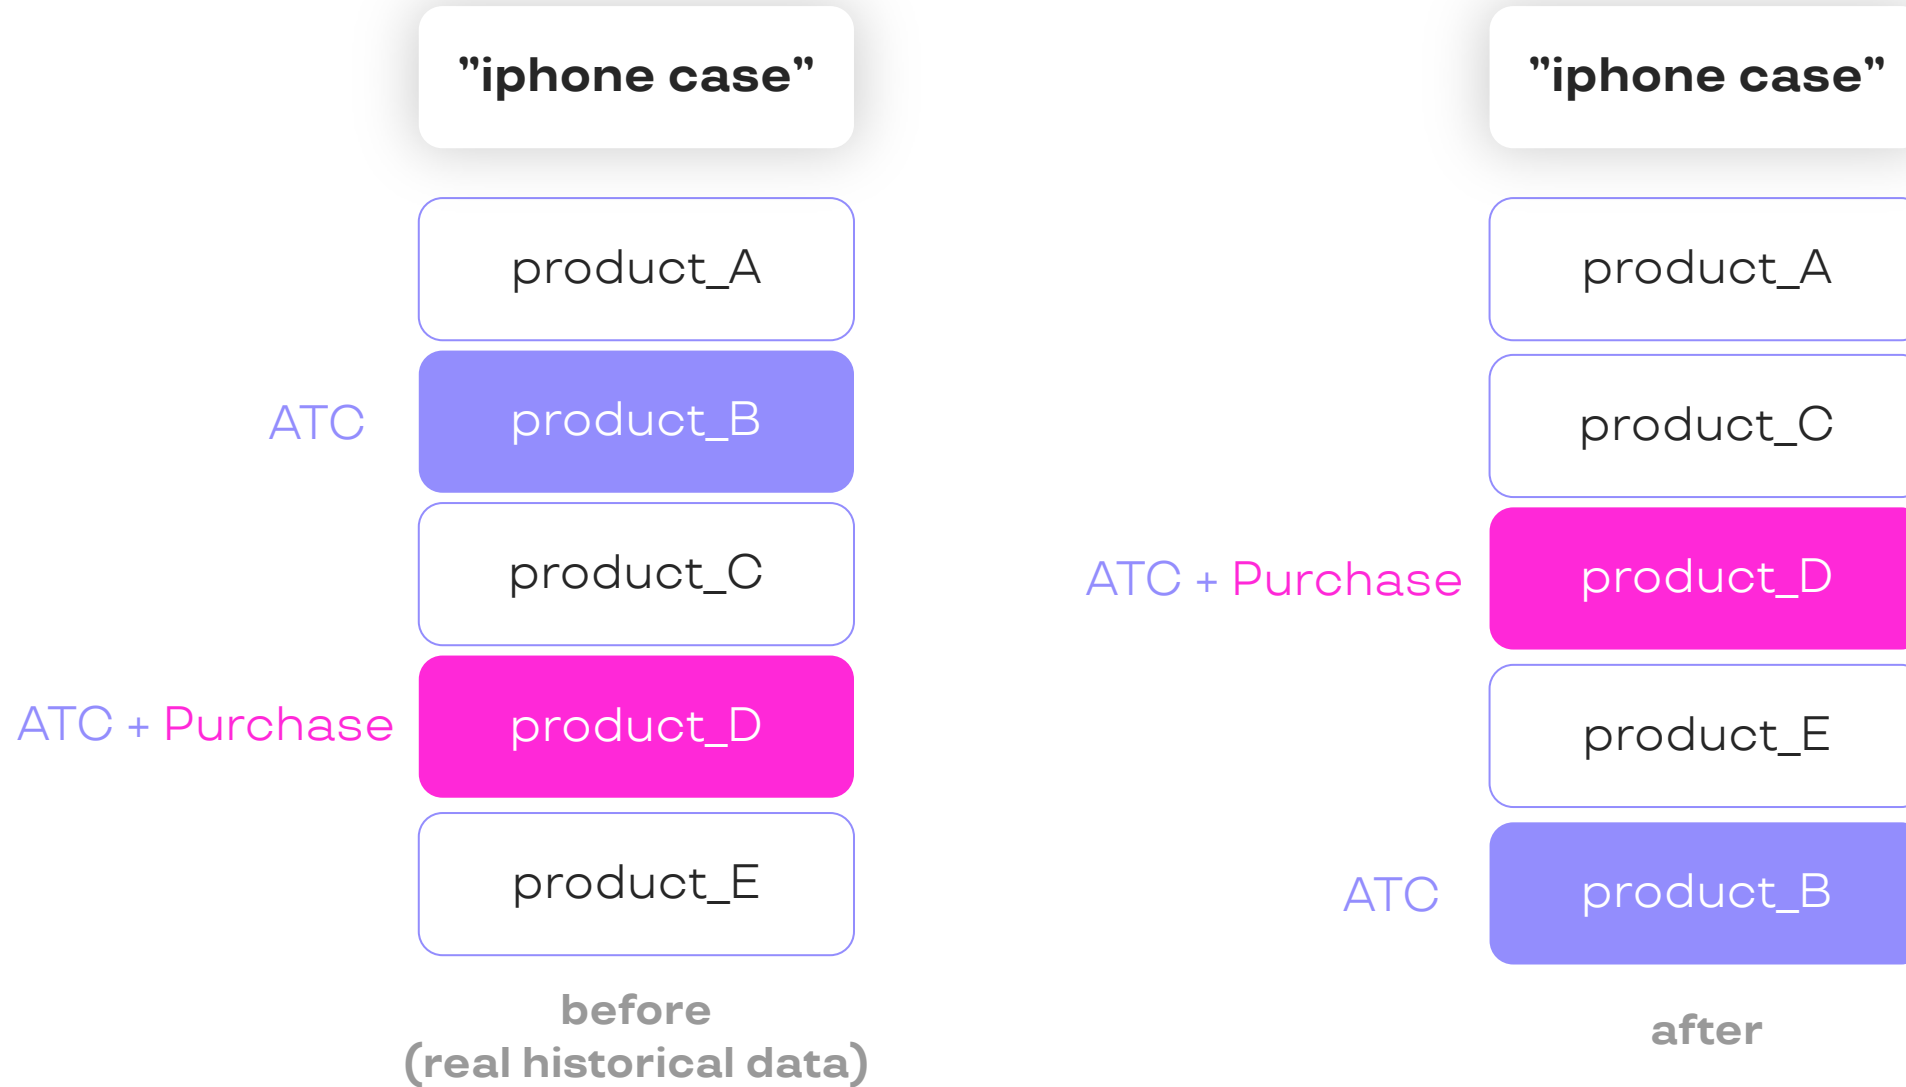 ”iphone case”
product_A
ATC
product_B
product_C
ATC + Purchase
product_D
product_E
before
(real historical data)
”iphone case”
product_A
product_C
ATC + Purchase
product_D
product_E
ATC
product_B
after